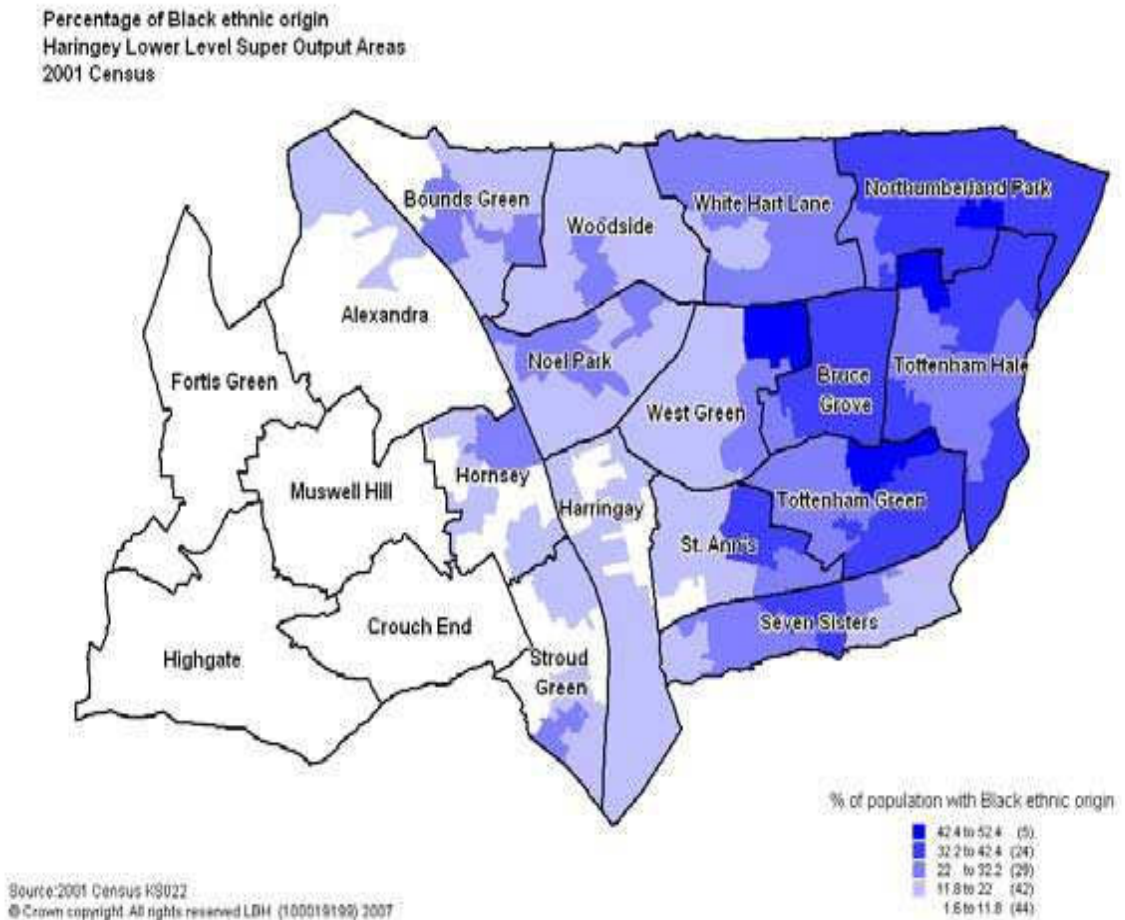 Percentage of Black ethnic origin
Haringey Lower Level Super Output Areas
2001 Census
Bounds Green
Woodside
White Hart Lane
Northumberland Park
Alexandra
Fortis Green
Noel Park
West Green
Bruce
Grove
Tottenham Hale
Muswell Hill
Hornsey
Harringay
Tottenham Green
St. Ann's
Crouch End
Seven Sisters
Highgate
Stroud
Green
% of population with Black ethnic origin
42.4 to 52.4 (5)
32.2 to 42.4 (24)
22 to 32.2 (29)
11.8 to 22 (42)
1.6 to 11.8 (44)
Source:2001 Census KS022
© Crown copyright. All rights reserved LBH (100019199) 2007